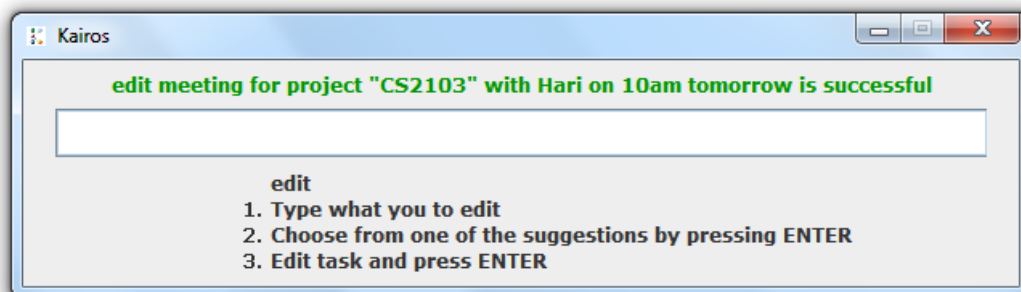 Kairos
edit meeting for project "CS2103" with Hari on 10am tomorrow is successful
edit
1. Type what you to edit
2. Choose from one of the suggestions by pressing ENTER
3. Edit task and press ENTER